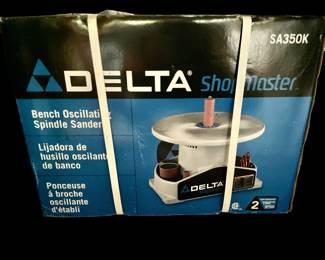 SA350K
DELTA ShopMaster
Bench Oscillating
Spindle Sander
Lijadora de
husillo oscilante
de banco
Ponceuse
à broche
oscillante
d'établi
DELTA
2